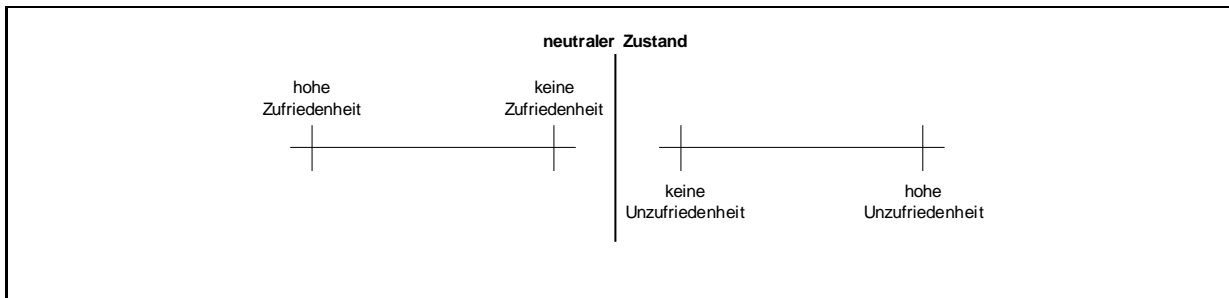 neutraler Zustand
hohe
Zufriedenheit
keine
Zufriedenheit
keine
Unzufriedenheit
hohe
Unzufriedenheit